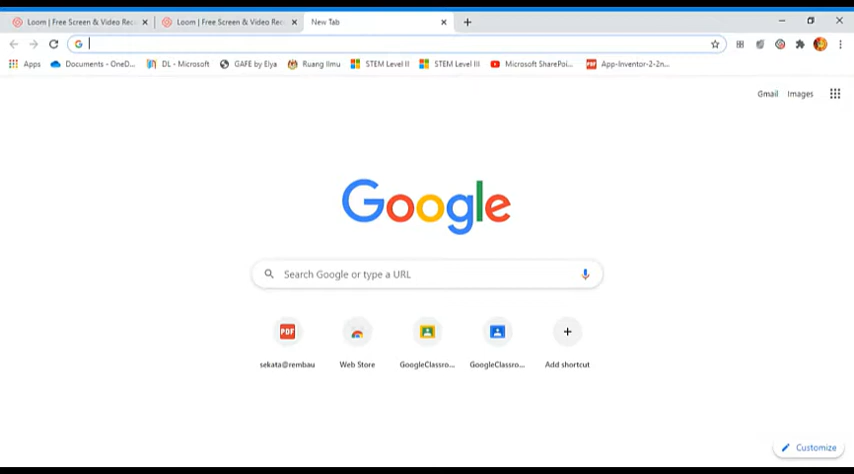 Loom | Free Screen & Video Rec
Loom | Free Screen & Video Rec
New Tab
Apps
Documents - OneD...
DL - Microsoft
GAFE by Elya
Ruang Ilmu
STEM Level II
STEM Level III
Microsoft SharePoi...
App-Inventor-2-2n...
Gmail
Images
Google
Search Google or type a URL
PDF
sekata@rembau
Web Store
GoogleClassro...
GoogleClassro...
Add shortcut
Customize